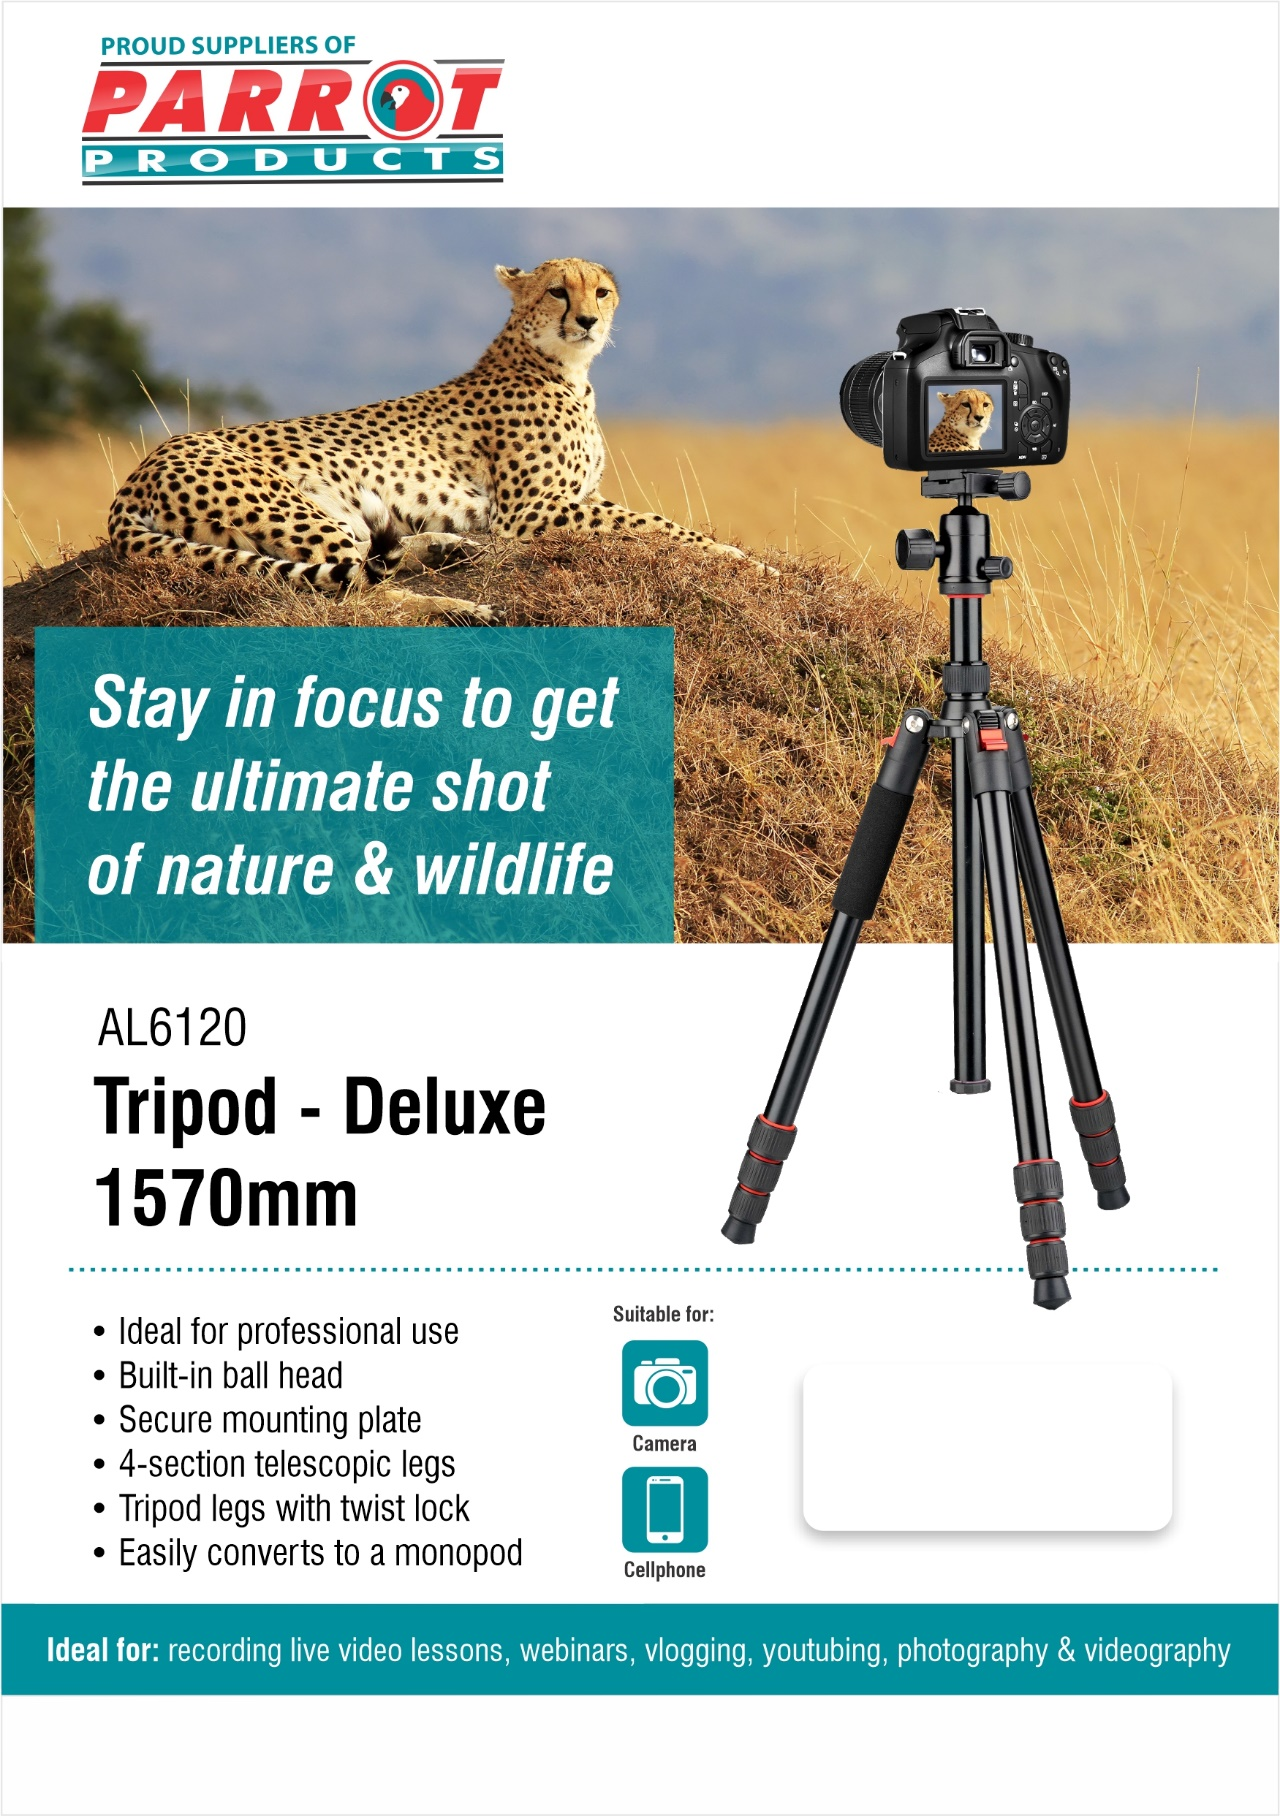 PROUD SUPPLIERS OF
PARROT
PRODUCTS
Stay in focus to get
the ultimate shot
of nature & wildlife
AL6120
Tripod - Deluxe
1570mm
• Ideal for professional use
• Built-in ball head
• Secure mounting plate
• 4-section telescopic legs
• Tripod legs with twist lock
• Easily converts to a monopod
Suitable for:
Camera
Cellphone
Ideal for: recording live video lessons, webinars, vlogging, youtubing, photography & videography